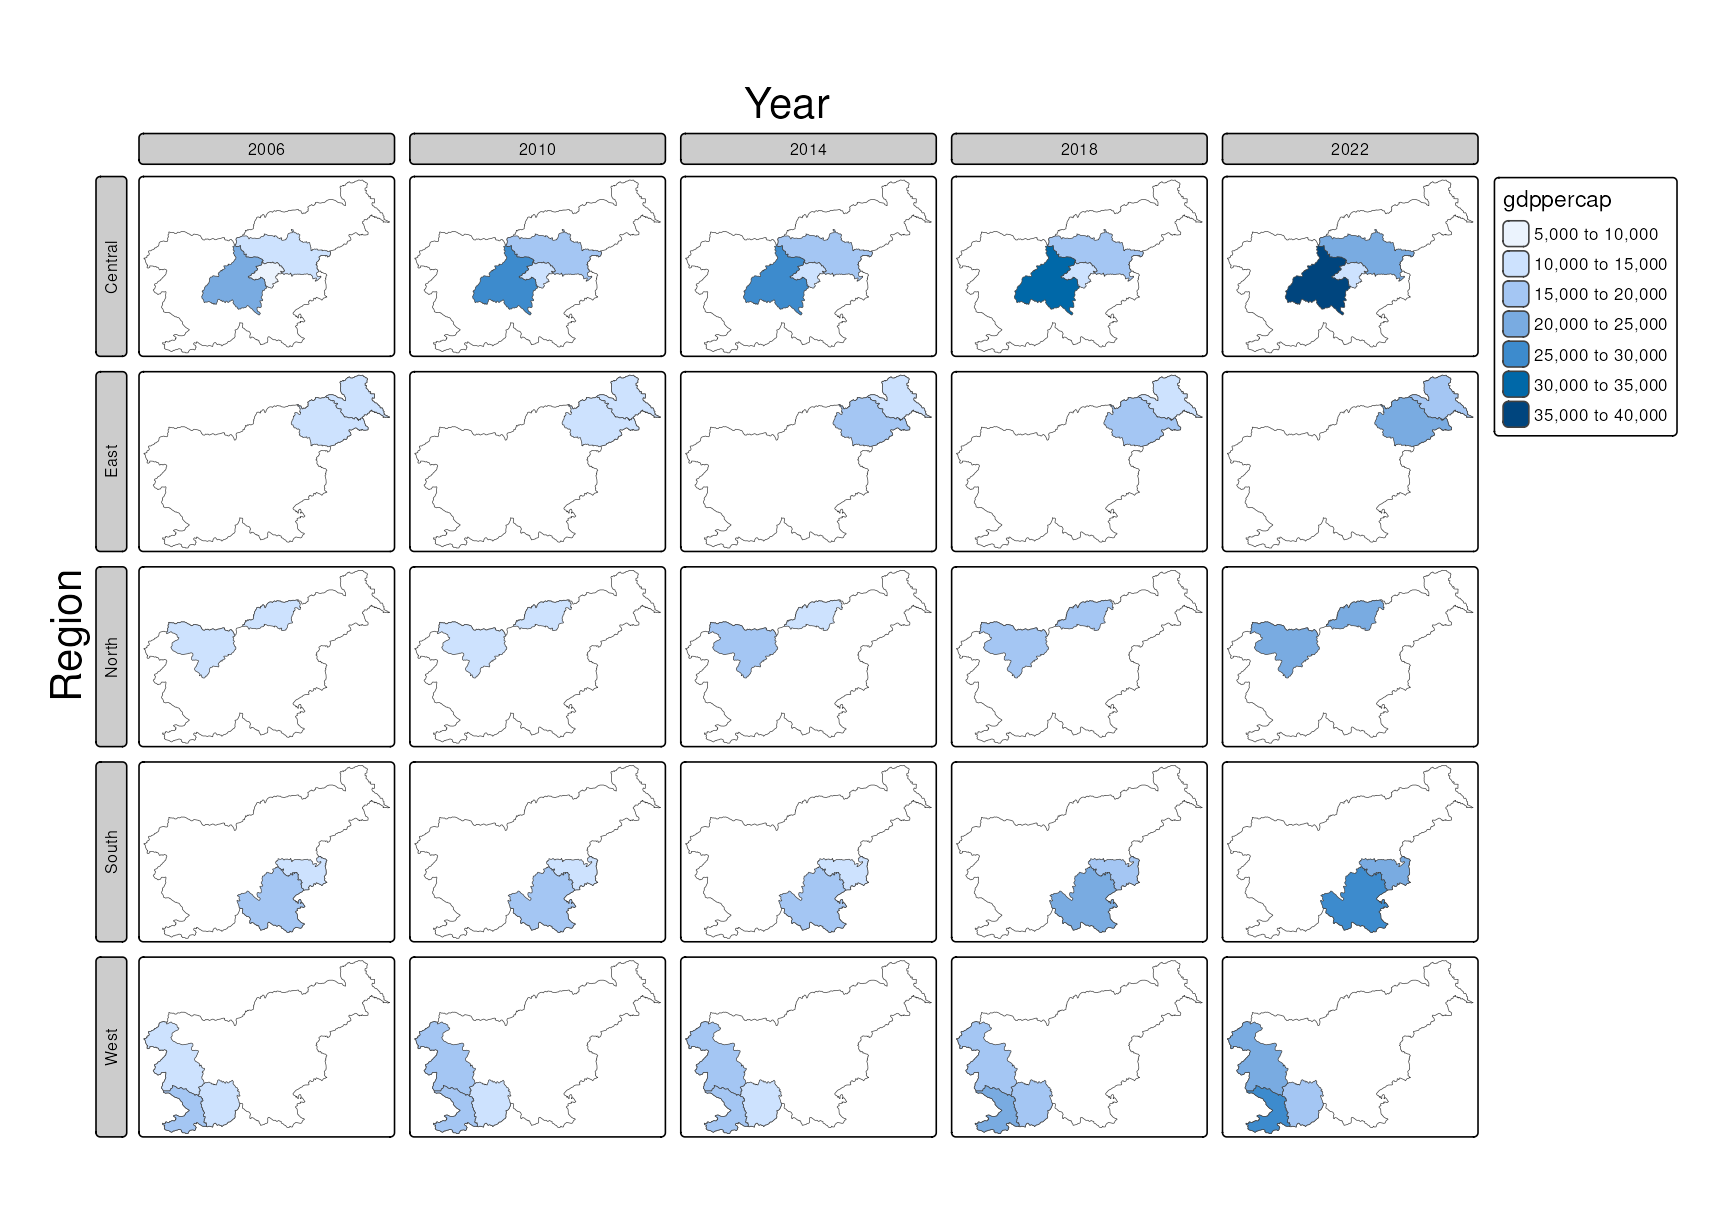 Year
2006
2010
2014
2018
2022
Region
Central
East
North
South
West
gdppercap
5,000 to 10,000
10,000 to 15,000
15,000 to 20,000
20,000 to 25,000
25,000 to 30,000
30,000 to 35,000
35,000 to 40,000